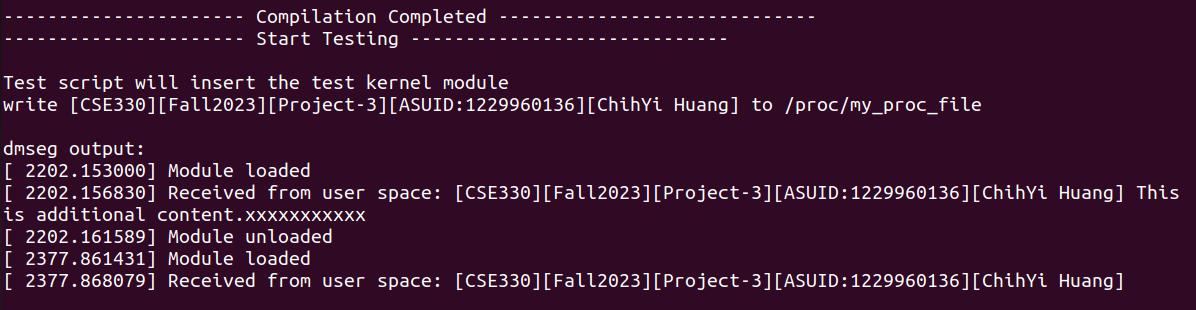 ---------------------- Compilation Completed -----------------------------
---------------------- Start Testing -----------------------------
Test script will insert the test kernel module
write [CSE330][Fall2023][Project-3][ASUID:1229960136][ChihYi Huang] to /proc/my_proc_file
dmseg output:
[ 2202.153000] Module loaded
[ 2202.156830] Received from user space: [CSE330][Fall2023][Project-3][ASUID:1229960136][ChihYi Huang] This
is additional content.xxxxxxxxxxx
[ 2202.161589] Module unloaded
[ 2377.861431] Module loaded
[ 2377.868079] Received from user space: [CSE330][Fall2023][Project-3][ASUID:1229960136][ChihYi Huang]